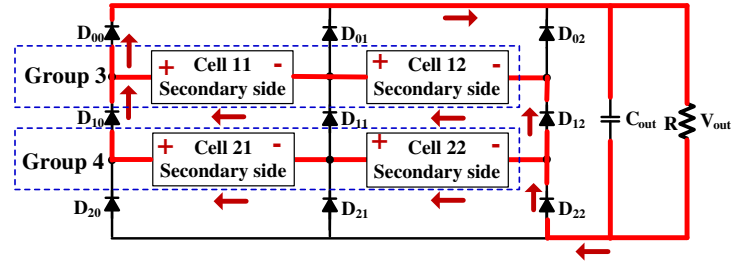 D00 D01 D02
Group 3 + Cell 11 - + Cell 12 -
Secondary side Secondary side
D10 D11 D12 Cout R Vout
Group 4 + Cell 21 - + Cell 22 -
Secondary side Secondary side
D20 D21 D22